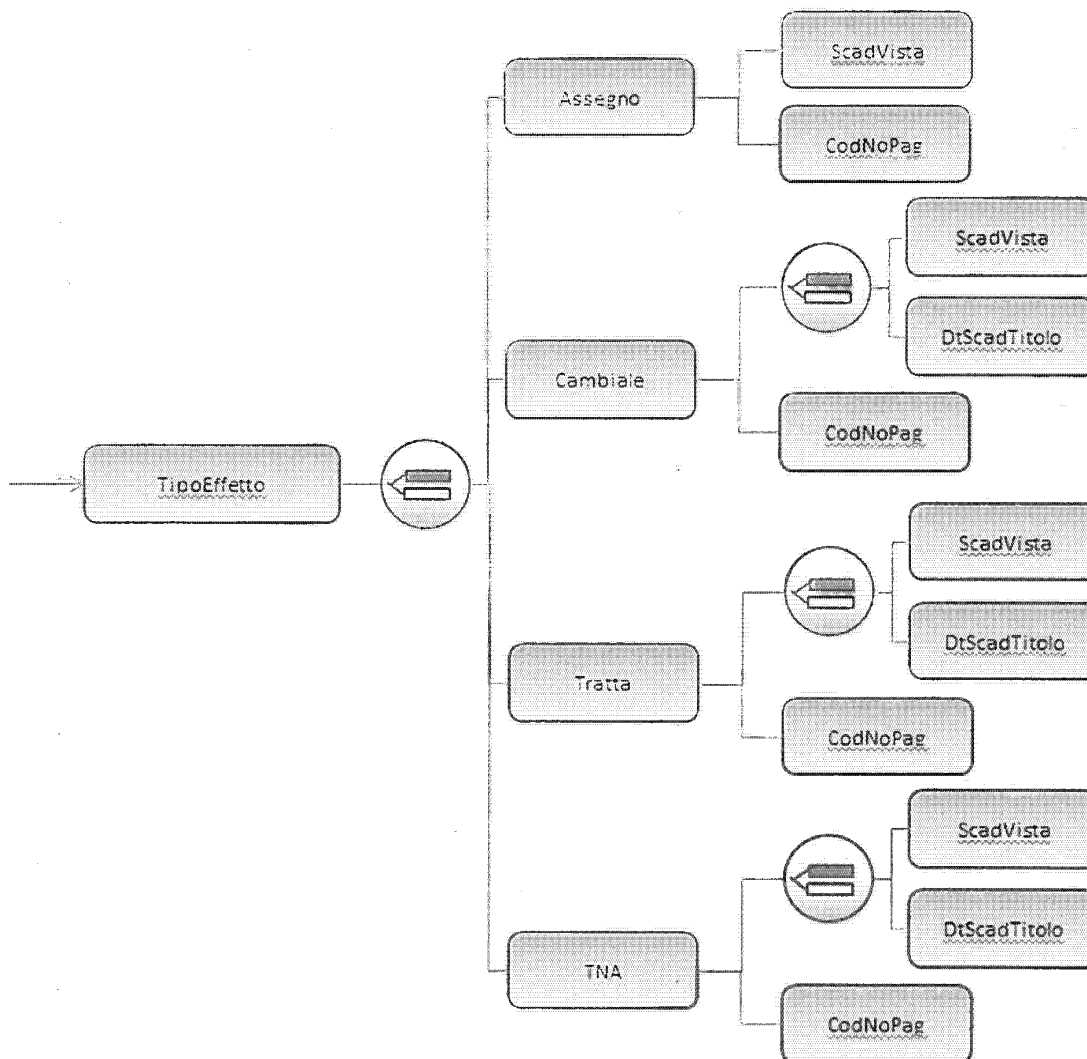 ScadVista
Assegno
CodNoPag
ScadVista
DtScadTitolo
Cambiale
CodNoPag
TipoEffetto
ScadVista
DtScadTitolo
Tratta
CodNoPag
ScadVista
DtScadTitolo
TNA
CodNoPag